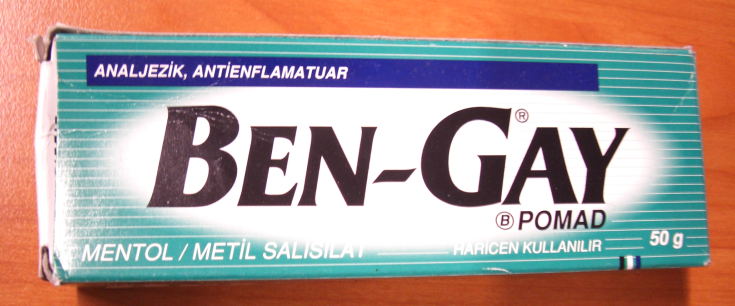 ANALJEZİK, ANTİENFLAMATUAR
BEN-GAY®
Ⓑ POMAD
MENTOL / METİL SALİSİLAT
HARİCEN KULLANILIR
50 g